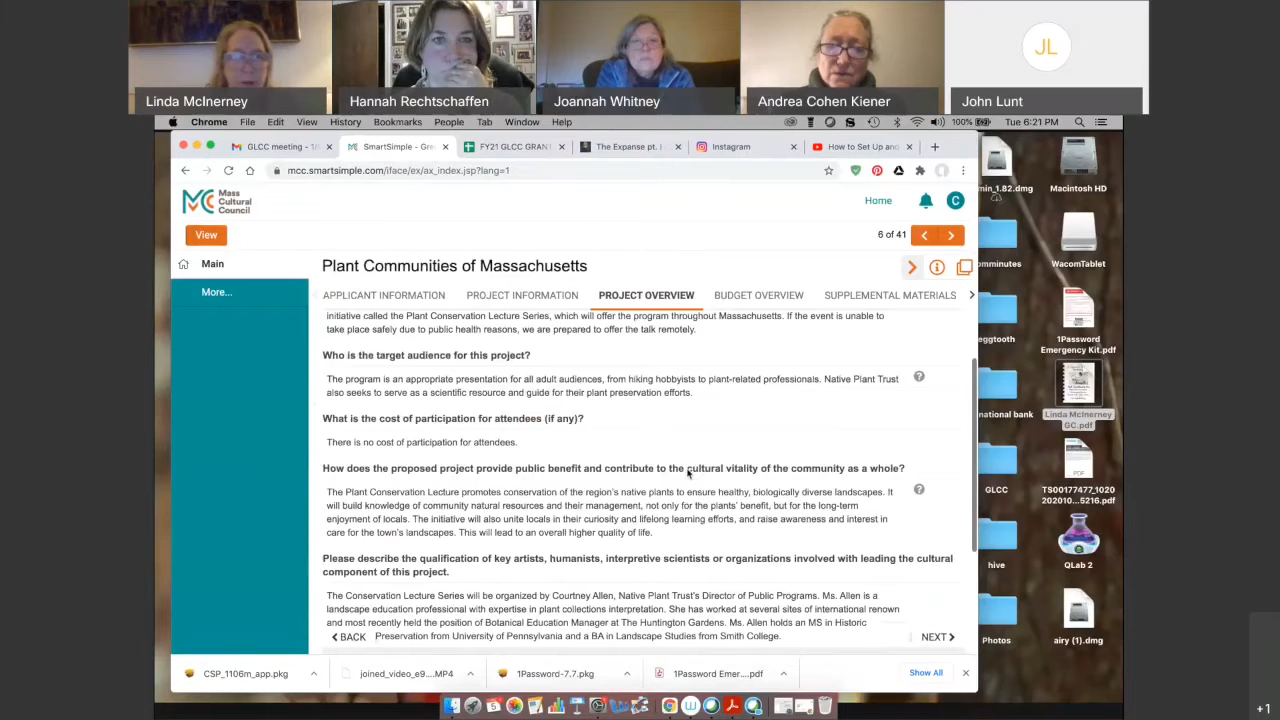 Linda McInerney
Hannah Rechtschaffen
Joannah Whitney
Andrea Cohen Kiener
JL
John Lunt
Chrome File Edit View History Bookmarks People Tab Window Help
100% Tue 6:21 PM
GLCC meeting - 1/
SmartSimple - Gre
FY21 GLCC GRANT
The Expanse pt. I
Instagram
How to Set Up and
mcc.smartsimple.com/iface/ex/ax_index.jsp?lang=1
Mass
Cultural
Council
Home
C
View
6 of 41
Main
More...
Plant Communities of Massachusetts
APPLICANT INFORMATION PROJECT INFORMATION PROJECT OVERVIEW BUDGET OVERVIEW SUPPLEMENTAL MATERIALS
initiative called the Plant Conservation Lecture Series, which will offer the program throughout Massachusetts. If the event is unable to
take place safely due to public health reasons, we are prepared to offer the talk remotely.
Who is the target audience for this project?
The program is an appropriate presentation for all adult audiences, from hiking hobbyists to plant-related professionals. Native Plant Trust
also seeks to serve as a scientific resource and guide for their plant preservation efforts.
What is the cost of participation for attendees (if any)?
There is no cost of participation for attendees.
How does the proposed project provide public benefit and contribute to the cultural vitality of the community as a whole?
The Plant Conservation Lecture promotes conservation of the region's native plants to ensure healthy, biologically diverse landscapes. It
will build knowledge of community natural resources and their management, not only for the plants' benefit, but for the long-term
enjoyment of locals. The initiative will also unite locals in their curiosity and lifelong learning efforts, and raise awareness and interest in
care for the town's landscapes. This will lead to an overall higher quality of life.
Please describe the qualification of key artists, humanists, interpretive scientists or organizations involved with leading the cultural
component of this project.
The Conservation Lecture Series will be organized by Courtney Allen, Native Plant Trust's Director of Public Programs. Ms. Allen is a
landscape education professional with expertise in plant collections interpretation. She has worked at several sites of international renown
and most recently held the position of Botanical Education Manager at The Huntington Gardens. Ms. Allen holds an MS in Historic
Preservation from University of Pennsylvania and a BA in Landscape Studies from Smith College.
BACK
NEXT
CSP_1106m_app.pkg
joined_video_e9....MP4
1Password-7.7.pkg
1Password Emer....pdf
Show All
min_1.82.dmg
Macintosh HD
omminutes
WacomTablet
eggtooth
1Password
Emergency Kit.pdf
national bank
Linda McInerney
GC.pdf
GLCC
PDF
TS00177477_1020
202010...5216.pdf
hive
QLab 2
Photos
airy (1).dmg
+1